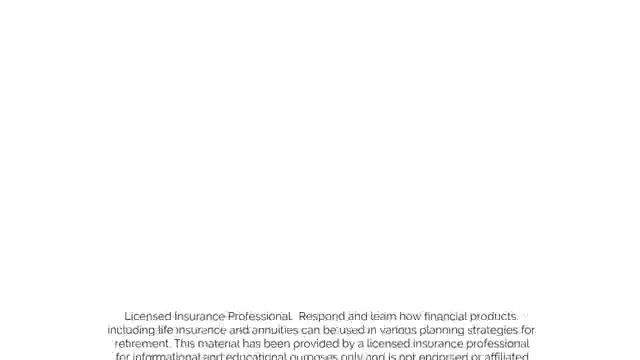 Licensed Insurance Professional. Respond and learn how financial products,
including life insurance and annuities can be used in various planning strategies for
retirement. This material has been provided by a licensed insurance professional
for informational and educational purposes only and is not endorsed or affiliated